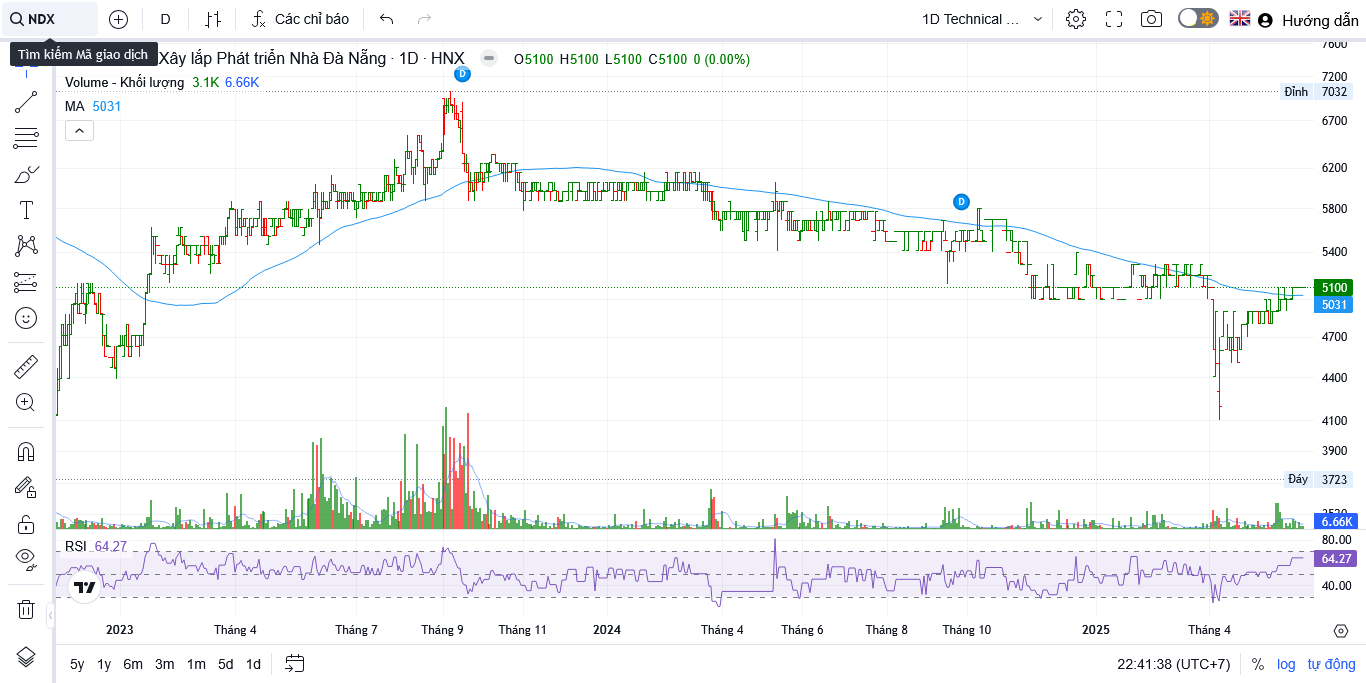 NDX
D
Các chỉ báo
1D Technical ...
Hướng dẫn
Tìm kiếm Mã giao dịch
Xây lắp Phát triển Nhà Đà Nẵng · 1D · HNX
O5100 H5100 L5100 C5100 0 (0.00%)
Volume - Khối lượng 3.1K 6.66K
MA 5031
D
D
7600
7200
Đỉnh 7032
6700
6200
5800
5400
5100
5031
4700
4400
4100
3900
Đáy 3723
6.66K
RSI 64.27
80.00
64.27
40.00
2023 Tháng 4 Tháng 7 Tháng 9 Tháng 11 2024 Tháng 4 Tháng 6 Tháng 8 Tháng 10 2025 Tháng 4
5y 1y 6m 3m 1m 5d 1d
22:41:38 (UTC+7) % log tự động